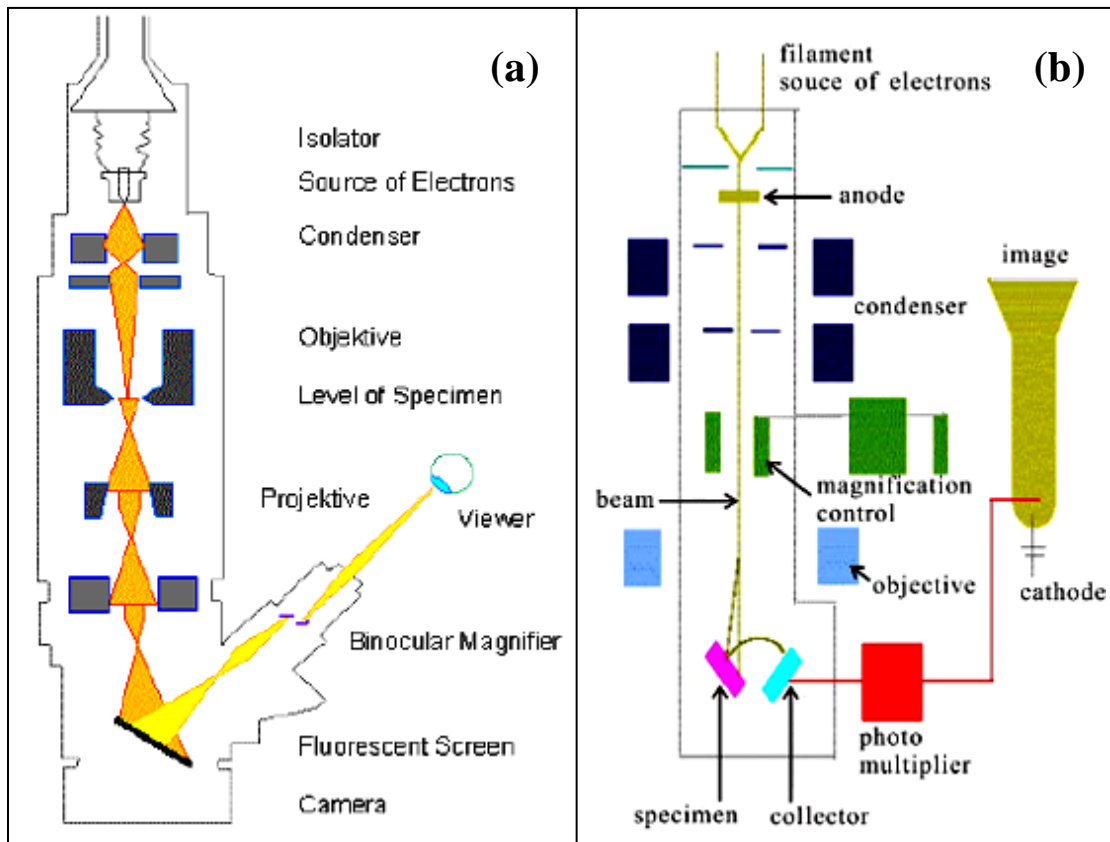 (a)
Isolator
Source of Electrons
Condenser
Objektive
Level of Specimen
Projektive
Viewer
Binocular Magnifier
Fluorescent Screen
Camera
(b)
filament
souce of electrons
anode
image
condenser
beam
magnification
control
objective
cathode
photo
multiplier
specimen
collector